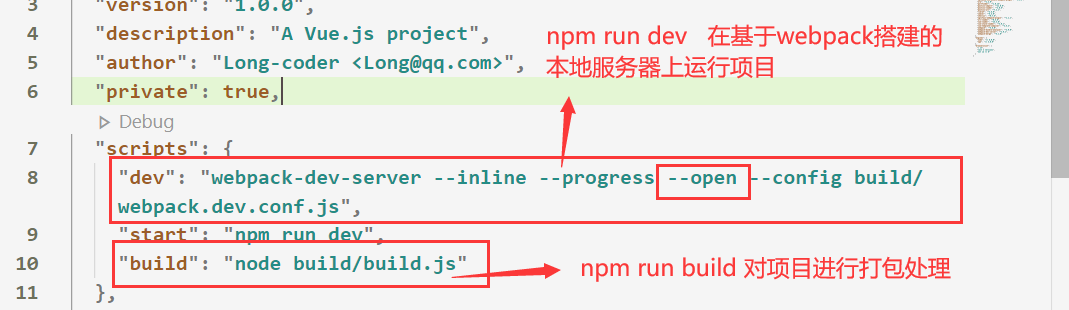 3 "version": "1.0.0",
4 "description": "A Vue.js project",
npm run dev 在基于webpack搭建的
本地服务器上运行项目
5 "author": "Long-coder <Long@qq.com>",
6 "private": true,
Debug
7 "scripts": {
8 "dev": "webpack-dev-server --inline --progress --open --config build/
webpack.dev.conf.js",
9 "start": "npm run dev",
10 "build": "node build/build.js"
npm run build 对项目进行打包处理
11 },